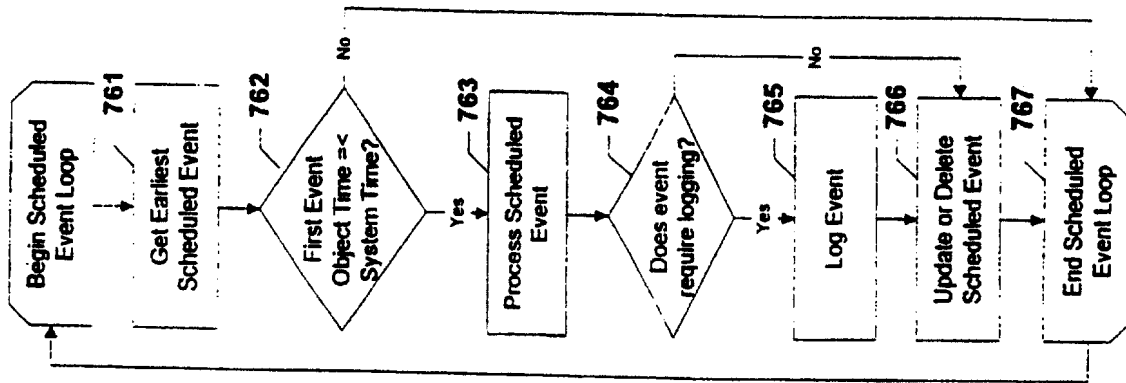 Begin Scheduled
Event Loop
761
Get Earliest
Scheduled Event
762
First Event
Object Time =<
System Time?
No
Yes
763
Process Scheduled
Event
764
Does event
require logging?
No
Yes
765
Log Event
766
Update or Delete
Scheduled Event
767
End Scheduled
Event Loop